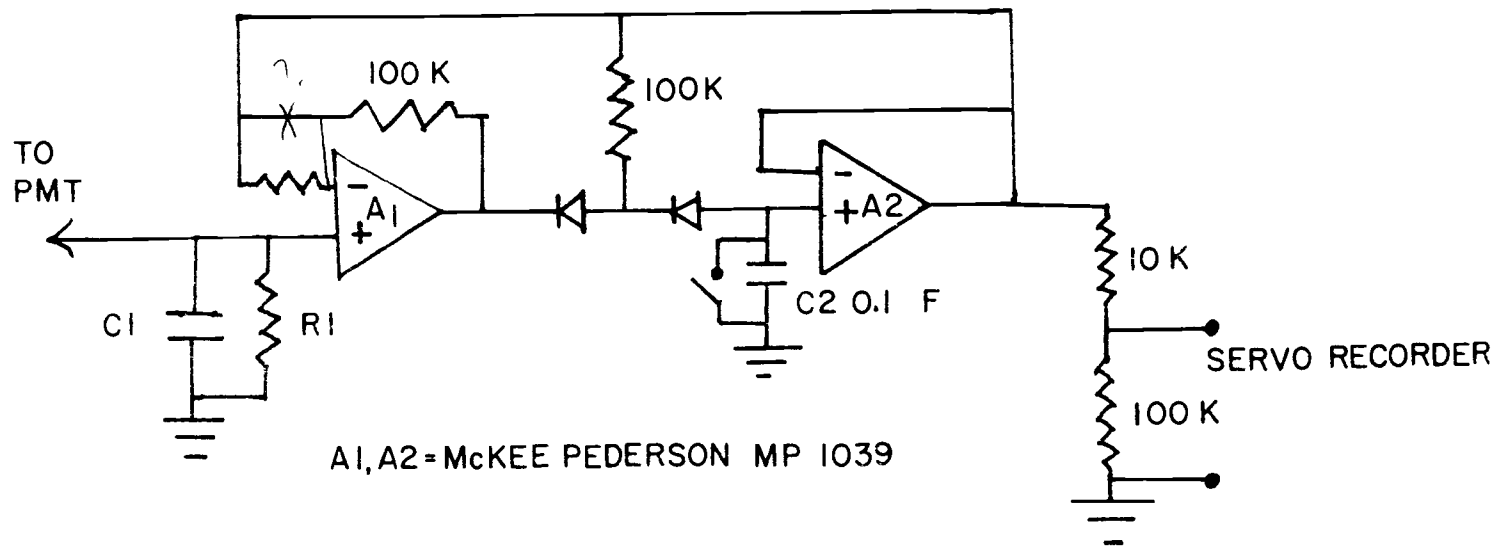 ?
100 K
100K
TO
PMT
-
A1
+
-
+A2
10 K
C1
R1
C2 0.1 F
SERVO RECORDER
100 K
A1, A2 = McKEE PEDERSON MP 1039